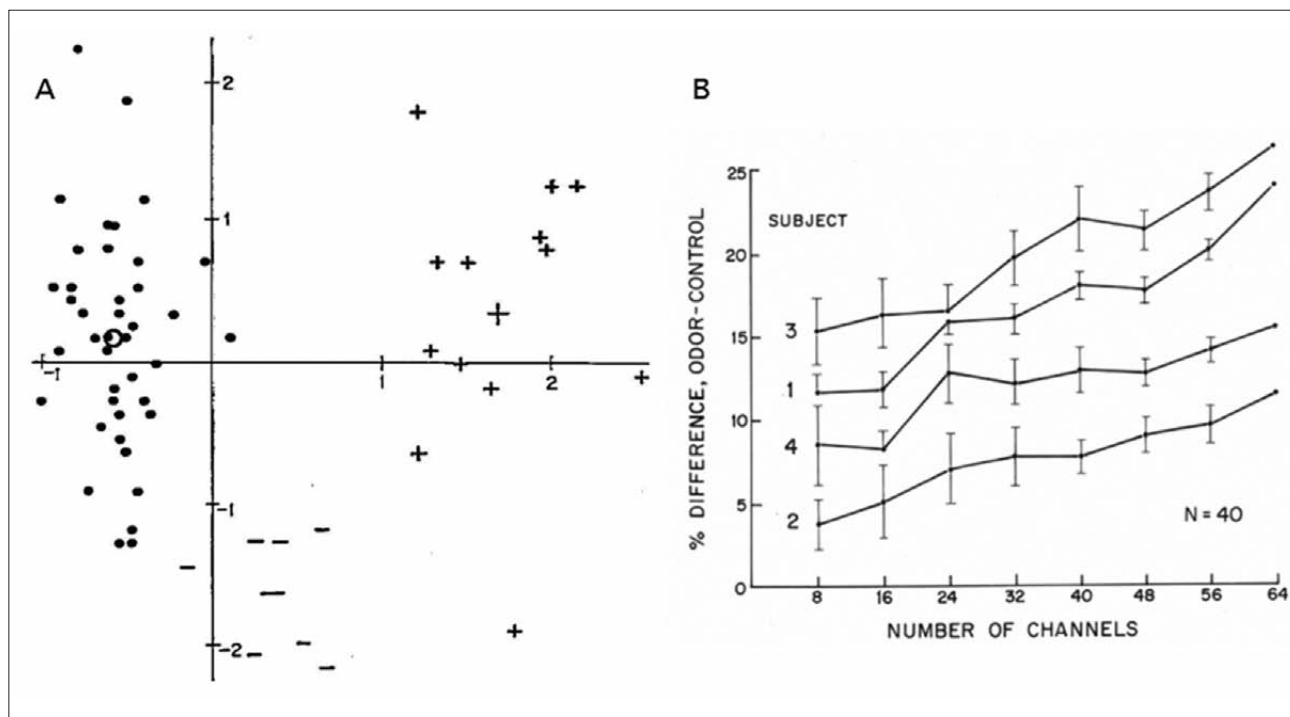 A
2
1
-1
1
2
-1
-2
B
25
20
15
10
5
0
% DIFFERENCE, ODOR-CONTROL
SUBJECT
3
1
4
2
N = 40
8 16 24 32 40 48 56 64
NUMBER OF CHANNELS